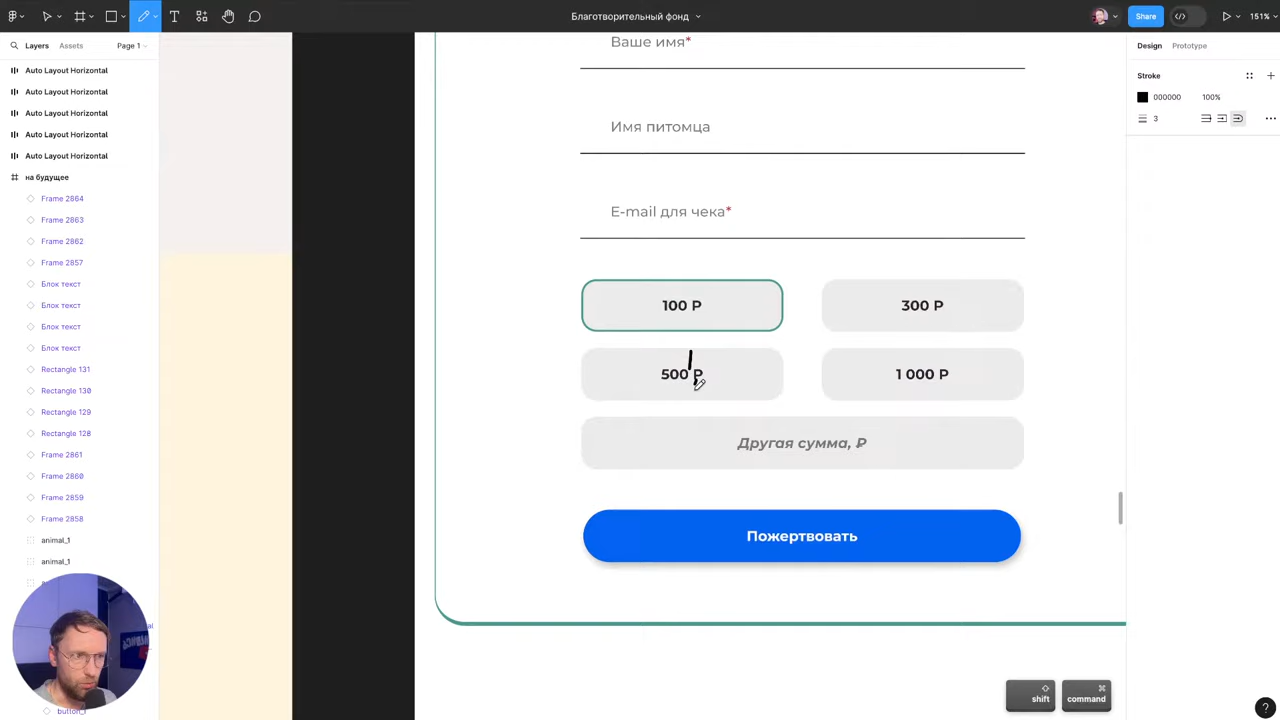 Благотворительный фонд
Share
151%
Layers
Assets
Page 1
Design
Prototype
Auto Layout Horizontal
Auto Layout Horizontal
Auto Layout Horizontal
Auto Layout Horizontal
Auto Layout Horizontal
на будущее
Frame 2864
Frame 2863
Frame 2862
Frame 2857
Блок текст
Блок текст
Блок текст
Блок текст
Rectangle 131
Rectangle 130
Rectangle 129
Rectangle 128
Frame 2861
Frame 2860
Frame 2859
Frame 2858
animal_1
animal_1
Stroke
000000
100%
3
Ваше имя*
Имя питомца
E-mail для чека*
100 Р
300 Р
500 Р
1 000 Р
Другая сумма, ₽
Пожертвовать
shift
command
?